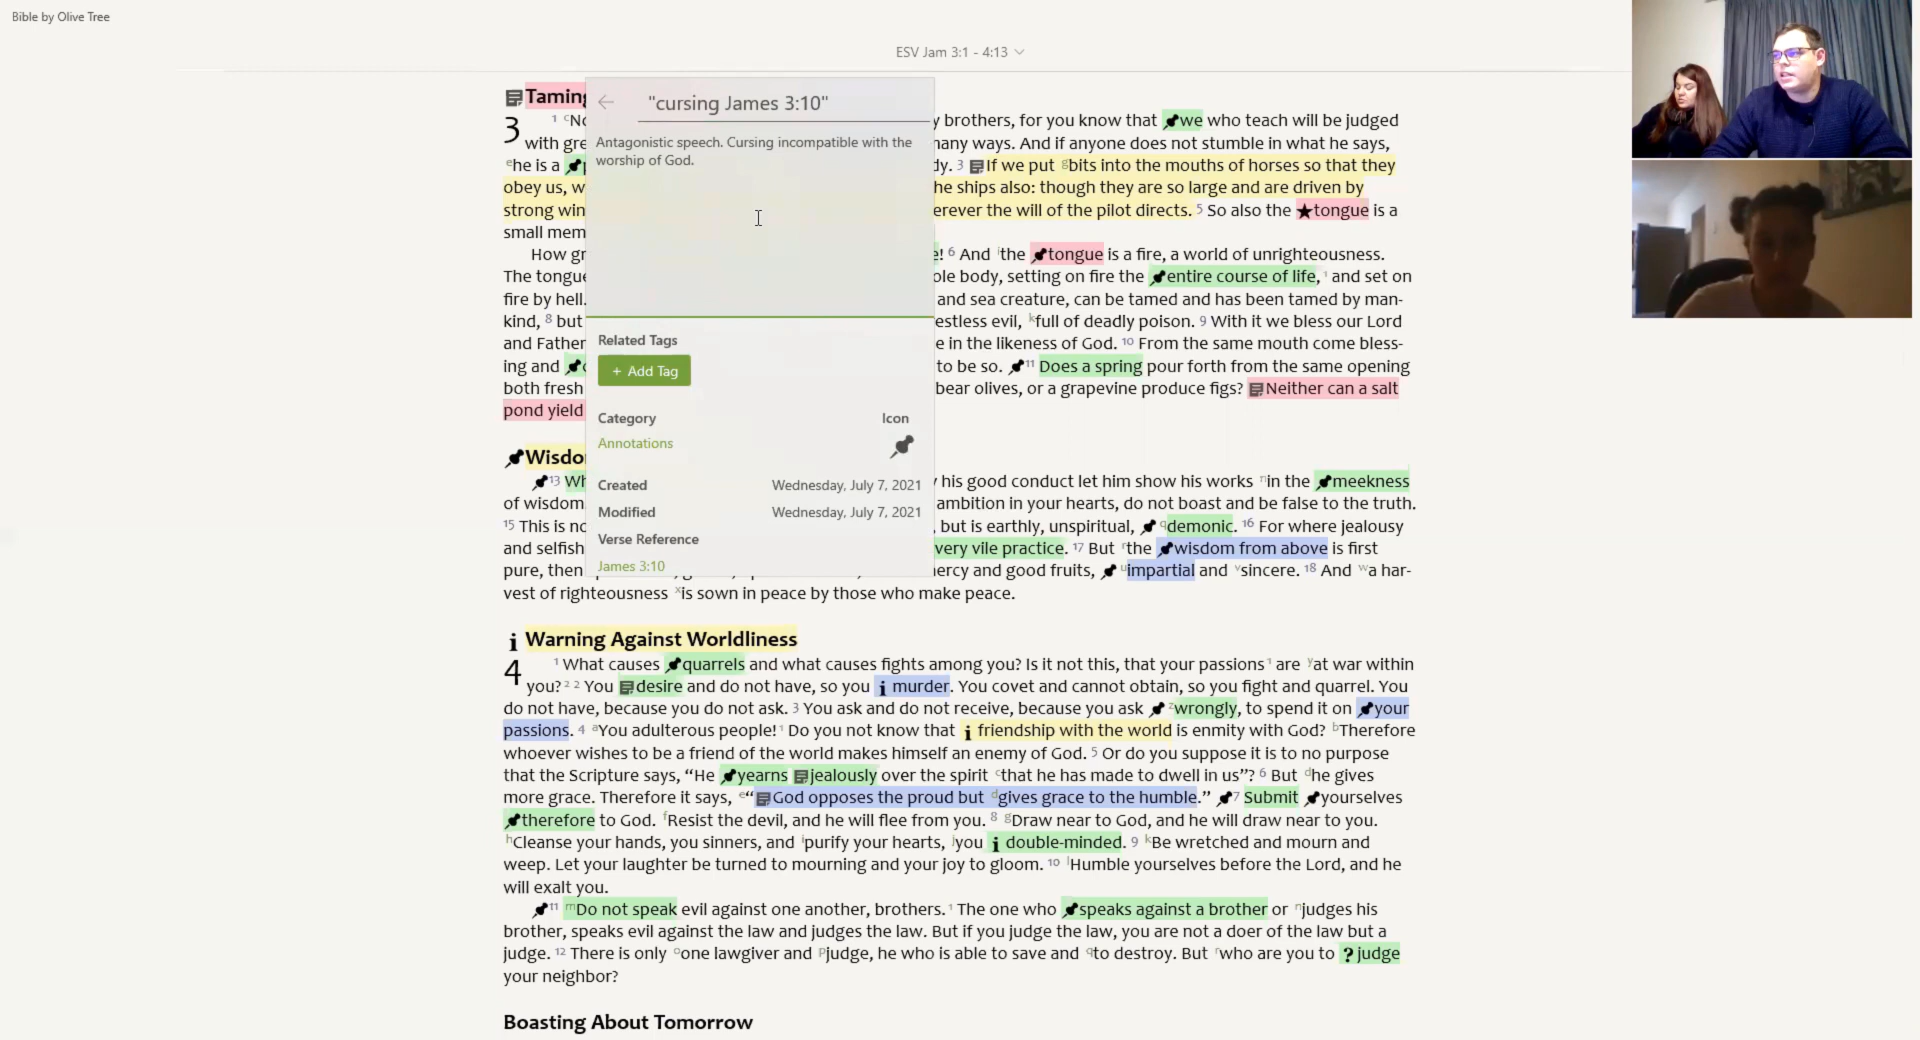 Bible by Olive Tree
ESV Jam 3:1 - 4:13
Taming
"cursing James 3:10"
Antagonistic speech. Cursing incompatible with the
worship of God.
Related Tags
+ Add Tag
Category Icon
Annotations
Created Wednesday, July 7, 2021
Modified Wednesday, July 7, 2021
Verse Reference
James 3:10
3 1 brothers, for you know that we who teach will be judged
with many ways. And if anyone does not stumble in what he says,
he is a 3 If we put bits into the mouths of horses so that they
obey us, the ships also: though they are so large and are driven by
strong the will of the pilot directs. 5 So also the tongue is a
small
How 6 And the tongue is a fire, a world of unrighteousness.
The body, setting on fire the entire course of life, and set on
fire by hell. and sea creature, can be tamed and has been tamed by man-
kind, 8 but evil, full of deadly poison. 9 With it we bless our Lord
and Father in the likeness of God. 10 From the same mouth come bless-
ing and to be so. 11 Does a spring pour forth from the same opening
both fresh bear olives, or a grapevine produce figs? Neither can a salt
pond yield
13 his good conduct let him show his works in the meekness
of wisdom ambition in your hearts, do not boast and be false to the truth.
15 This is but is earthly, unspiritual, demonic. 16 For where jealousy
and vile practice. 17 But the wisdom from above is first
pure, then and good fruits, impartial and sincere. 18 And a har-
vest of righteousness is sown in peace by those who make peace.
Warning Against Worldliness
4 1 What causes quarrels and what causes fights among you? Is it not this, that your passions are at war within
you? 2 2 You desire and do not have, so you murder. You covet and cannot obtain, so you fight and quarrel. You
do not have, because you do not ask. 3 You ask and do not receive, because you ask wrongly, to spend it on your
passions. 4 You adulterous people! Do you not know that friendship with the world is enmity with God? Therefore
whoever wishes to be a friend of the world makes himself an enemy of God. 5 Or do you suppose it is to no purpose
that the Scripture says, “He yearns jealously over the spirit that he has made to dwell in us”? 6 But he gives
more grace. Therefore it says, “God opposes the proud but gives grace to the humble.” 7 Submit yourselves
therefore to God. Resist the devil, and he will flee from you. 8 Draw near to God, and he will draw near to you.
Cleanse your hands, you sinners, and purify your hearts, you double-minded. 9 Be wretched and mourn and
weep. Let your laughter be turned to mourning and your joy to gloom. 10 Humble yourselves before the Lord, and he
will exalt you.
11 Do not speak evil against one another, brothers. The one who speaks against a brother or judges his
brother, speaks evil against the law and judges the law. But if you judge the law, you are not a doer of the law but a
judge. 12 There is only one lawgiver and judge, he who is able to save and to destroy. But who are you to judge
your neighbor?
Boasting About Tomorrow